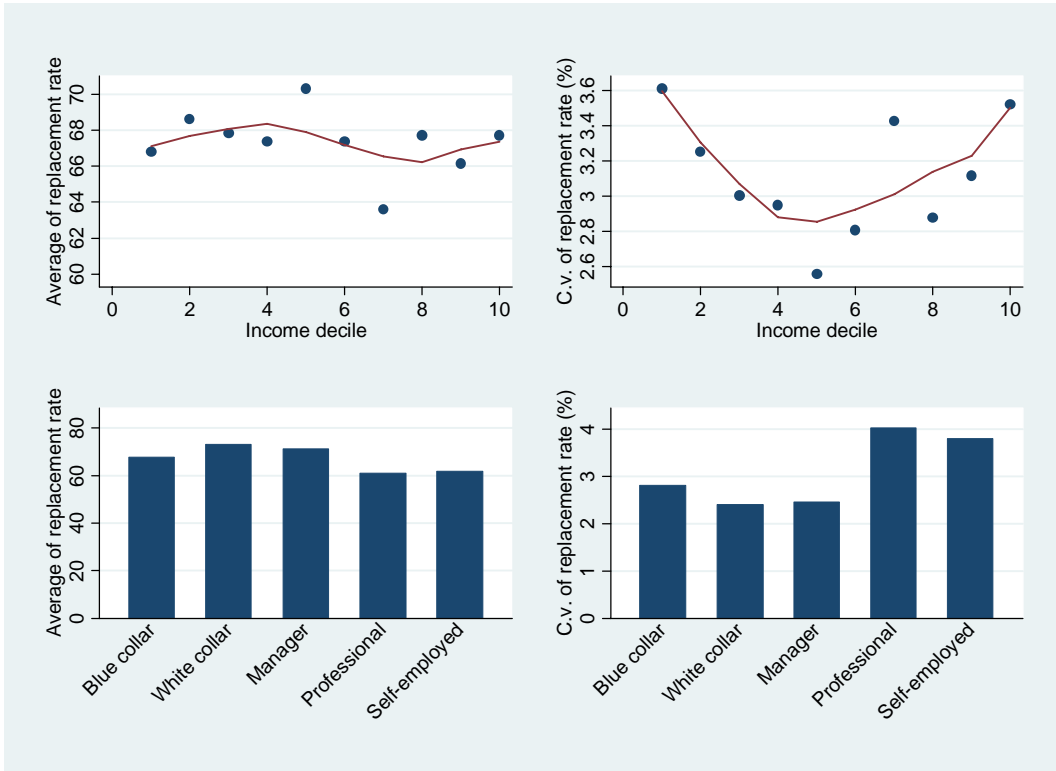 Average of replacement rate
60 62 64 66 68 70
0 2 4 6 8 10
Income decile
C.v. of replacement rate (%)
2.6 2.8 3 3.2 3.4 3.6
0 2 4 6 8 10
Income decile
Average of replacement rate
0 20 40 60 80
Blue collar
White collar
Manager
Professional
Self-employed
C.v. of replacement rate (%)
0 1 2 3 4
Blue collar
White collar
Manager
Professional
Self-employed